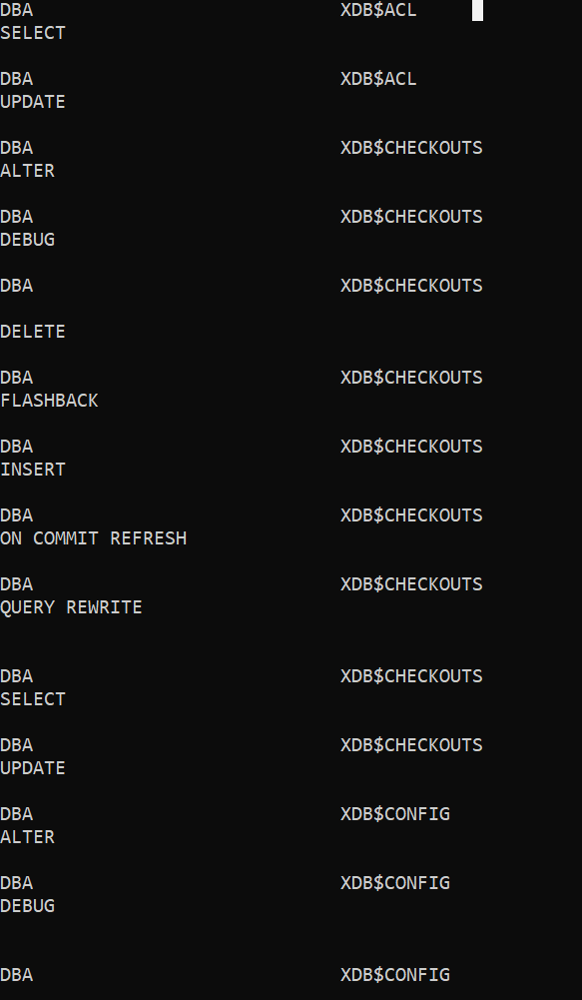 DBA XDB$ACL
SELECT
DBA XDB$ACL
UPDATE
DBA XDB$CHECKOUTS
ALTER
DBA XDB$CHECKOUTS
DEBUG
DBA XDB$CHECKOUTS
DELETE
DBA XDB$CHECKOUTS
FLASHBACK
DBA XDB$CHECKOUTS
INSERT
DBA XDB$CHECKOUTS
ON COMMIT REFRESH
DBA XDB$CHECKOUTS
QUERY REWRITE
DBA XDB$CHECKOUTS
SELECT
DBA XDB$CHECKOUTS
UPDATE
DBA XDB$CONFIG
ALTER
DBA XDB$CONFIG
DEBUG
DBA XDB$CONFIG